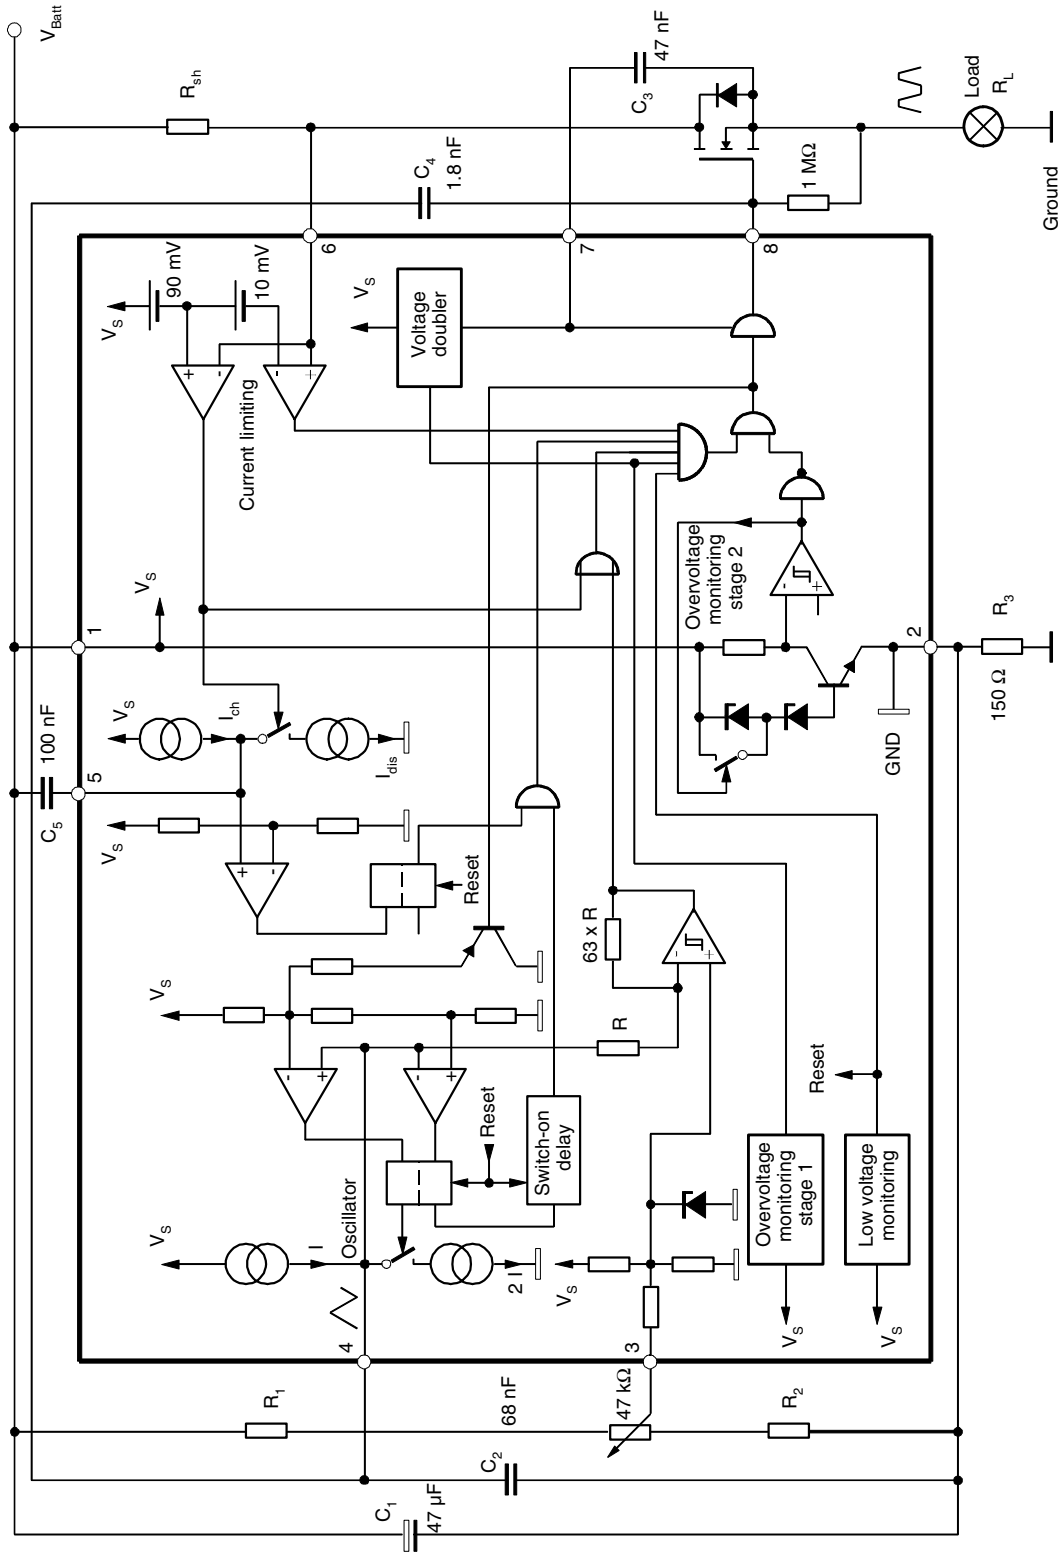 V_Batt
R_sh
C_3
47 nF
Load
R_L
Ground
C_4
1.8 nF
1 MΩ
6
7
8
V_S
90 mV
10 mV
+
-
-
+
Current limiting
Voltage
doubler
V_S
V_S
1
Overvoltage
monitoring
stage 2
-
+
2
R_3
150 Ω
GND
C_5
100 nF
5
V_S
I_ch
I_dis
V_S
+
-
Reset
63 x R
-
+
R
V_S
-
+
-
+
Reset
Switch-on
delay
Reset
Oscillator
V_S
I
2 I
V_S
Overvoltage
monitoring
stage 1
Low voltage
monitoring
V_S
V_S
4
3
R_1
68 nF
47 kΩ
R_2
C_2
C_1
47 µF